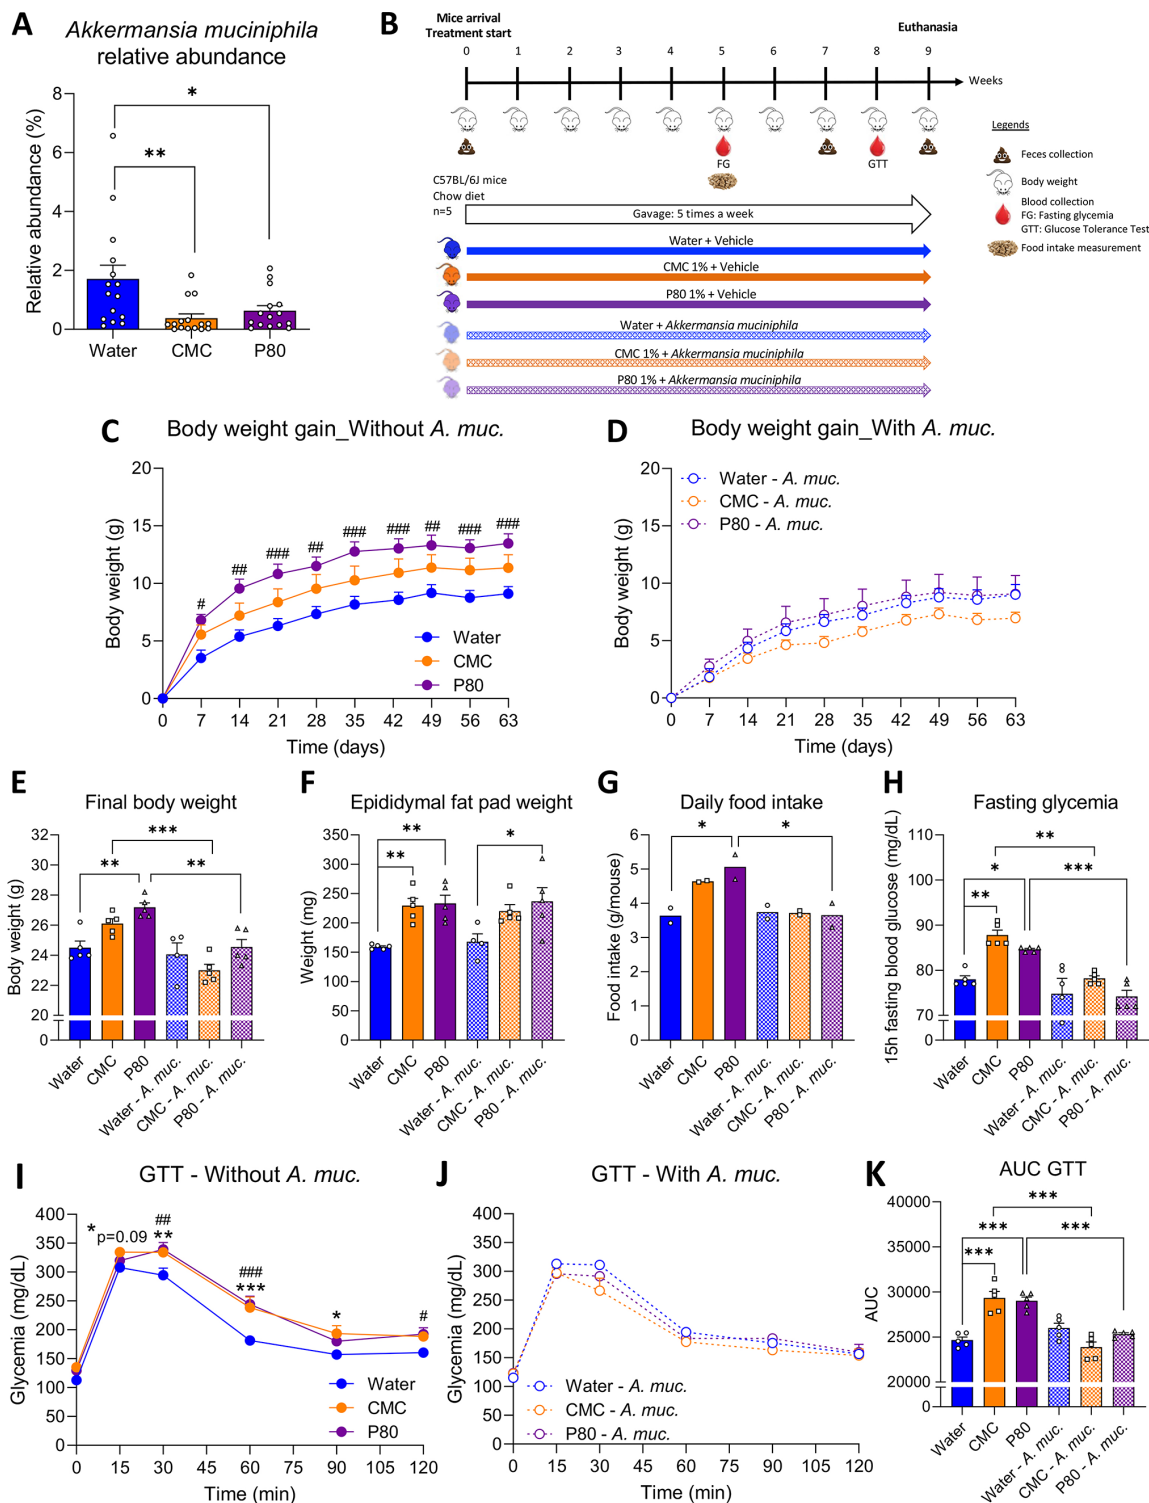 A
Akkermansia muciniphila
relative abundance
Relative abundance (%)
8
6
4
2
0
*
**
Water
CMC
P80
B
Mice arrival
Treatment start
Euthanasia
0 1 2 3 4 5 6 7 8 9
Weeks
FG
GTT
C57BL/6J mice
Chow diet
n=5
Gavage: 5 times a week
Water + Vehicle
CMC 1% + Vehicle
P80 1% + Vehicle
Water + Akkermansia muciniphila
CMC 1% + Akkermansia muciniphila
P80 1% + Akkermansia muciniphila
Legends
Feces collection
Body weight
Blood collection
FG: Fasting glycemia
GTT: Glucose Tolerance Test
Food intake measurement
C
Body weight gain_Without A. muc.
Body weight (g)
20
15
10
5
0
# ## ### ## ### ### ## ### ###
Water
CMC
P80
0 7 14 21 28 35 42 49 56 63
Time (days)
D
Body weight gain_With A. muc.
Body weight (g)
20
15
10
5
0
Water - A. muc.
CMC - A. muc.
P80 - A. muc.
0 7 14 21 28 35 42 49 56 63
Time (days)
E
Final body weight
Body weight (g)
32
30
28
26
24
22
20
0
***
** **
Water
CMC
P80
Water - A. muc.
CMC - A. muc.
P80 - A. muc.
F
Epididymal fat pad weight
Weight (mg)
350
300
250
200
150
100
50
0
** *
**
Water
CMC
P80
Water - A. muc.
CMC - A. muc.
P80 - A. muc.
G
Daily food intake
Food intake (g/mouse)
6
5
4
3
2
1
0
* *
Water
CMC
P80
Water - A. muc.
CMC - A. muc.
P80 - A. muc.
H
Fasting glycemia
15h fasting blood glucose (mg/dL)
110
100
90
80
70
0
**
* ***
**
Water
CMC
P80
Water - A. muc.
CMC - A. muc.
P80 - A. muc.
I
GTT - Without A. muc.
Glycemia (mg/dL)
400
350
300
250
200
150
100
50
0
*
p=0.09
##
**
###
***
*
#
Water
CMC
P80
0 15 30 45 60 75 90 105 120
Time (min)
J
GTT - With A. muc.
Glycemia (mg/dL)
400
350
300
250
200
150
100
50
0
Water - A. muc.
CMC - A. muc.
P80 - A. muc.
0 15 30 45 60 75 90 105 120
Time (min)
K
AUC GTT
AUC
40000
35000
30000
25000
20000
0
***
*** ***
***
Water
CMC
P80
Water - A. muc.
CMC - A. muc.
P80 - A. muc.